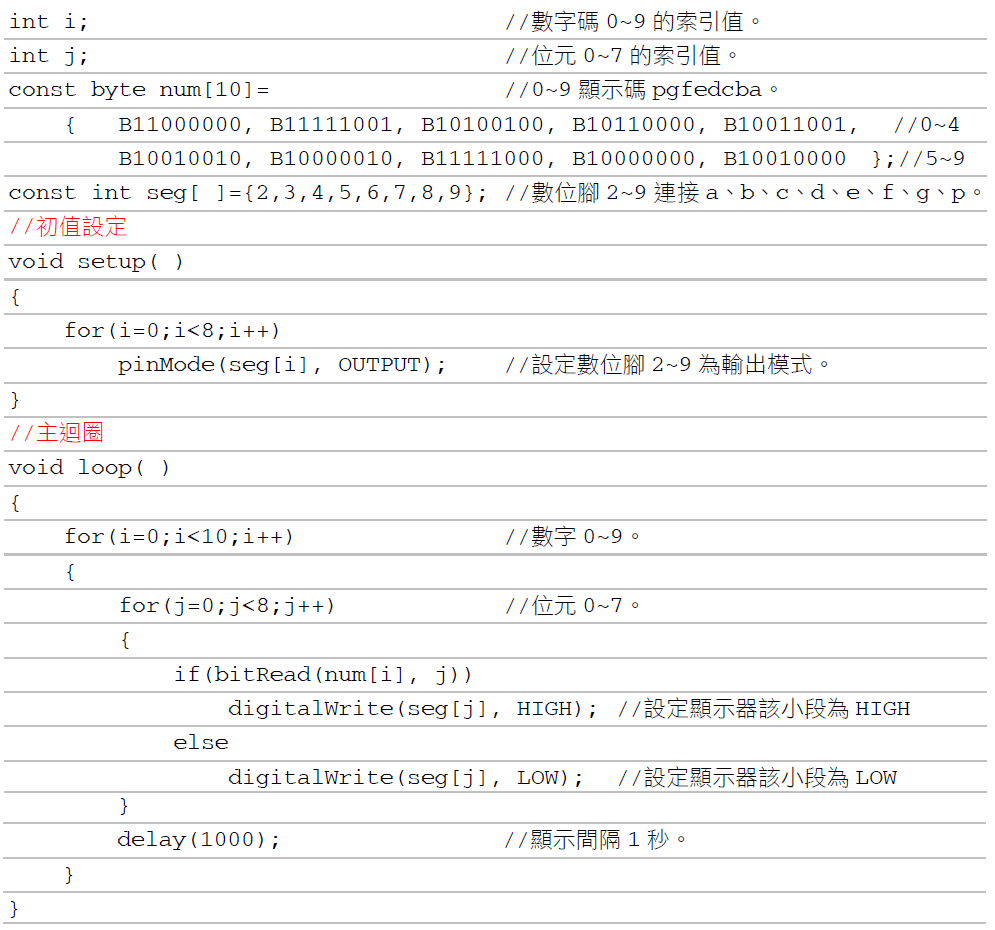 int i; //數字碼 0~9 的索引值。
int j; //位元 0~7 的索引值。
const byte num[10]= //0~9 顯示碼 pgfedcba。
{ B11000000, B11111001, B10100100, B10110000, B10011001, //0~4
B10010010, B10000010, B11111000, B10000000, B10010000 };//5~9
const int seg[ ]={2,3,4,5,6,7,8,9}; //數位腳 2~9 連接 a、b、c、d、e、f、g、p。
//初值設定
void setup( )
{
for(i=0;i<8;i++)
pinMode(seg[i], OUTPUT); //設定數位腳 2~9 為輸出模式。
}
//主迴圈
void loop( )
{
for(i=0;i<10;i++) //數字 0~9。
{
for(j=0;j<8;j++) //位元 0~7。
{
if(bitRead(num[i], j))
digitalWrite(seg[j], HIGH); //設定顯示器該小段為 HIGH
else
digitalWrite(seg[j], LOW); //設定顯示器該小段為 LOW
}
delay(1000); //顯示間隔 1 秒。
}
}